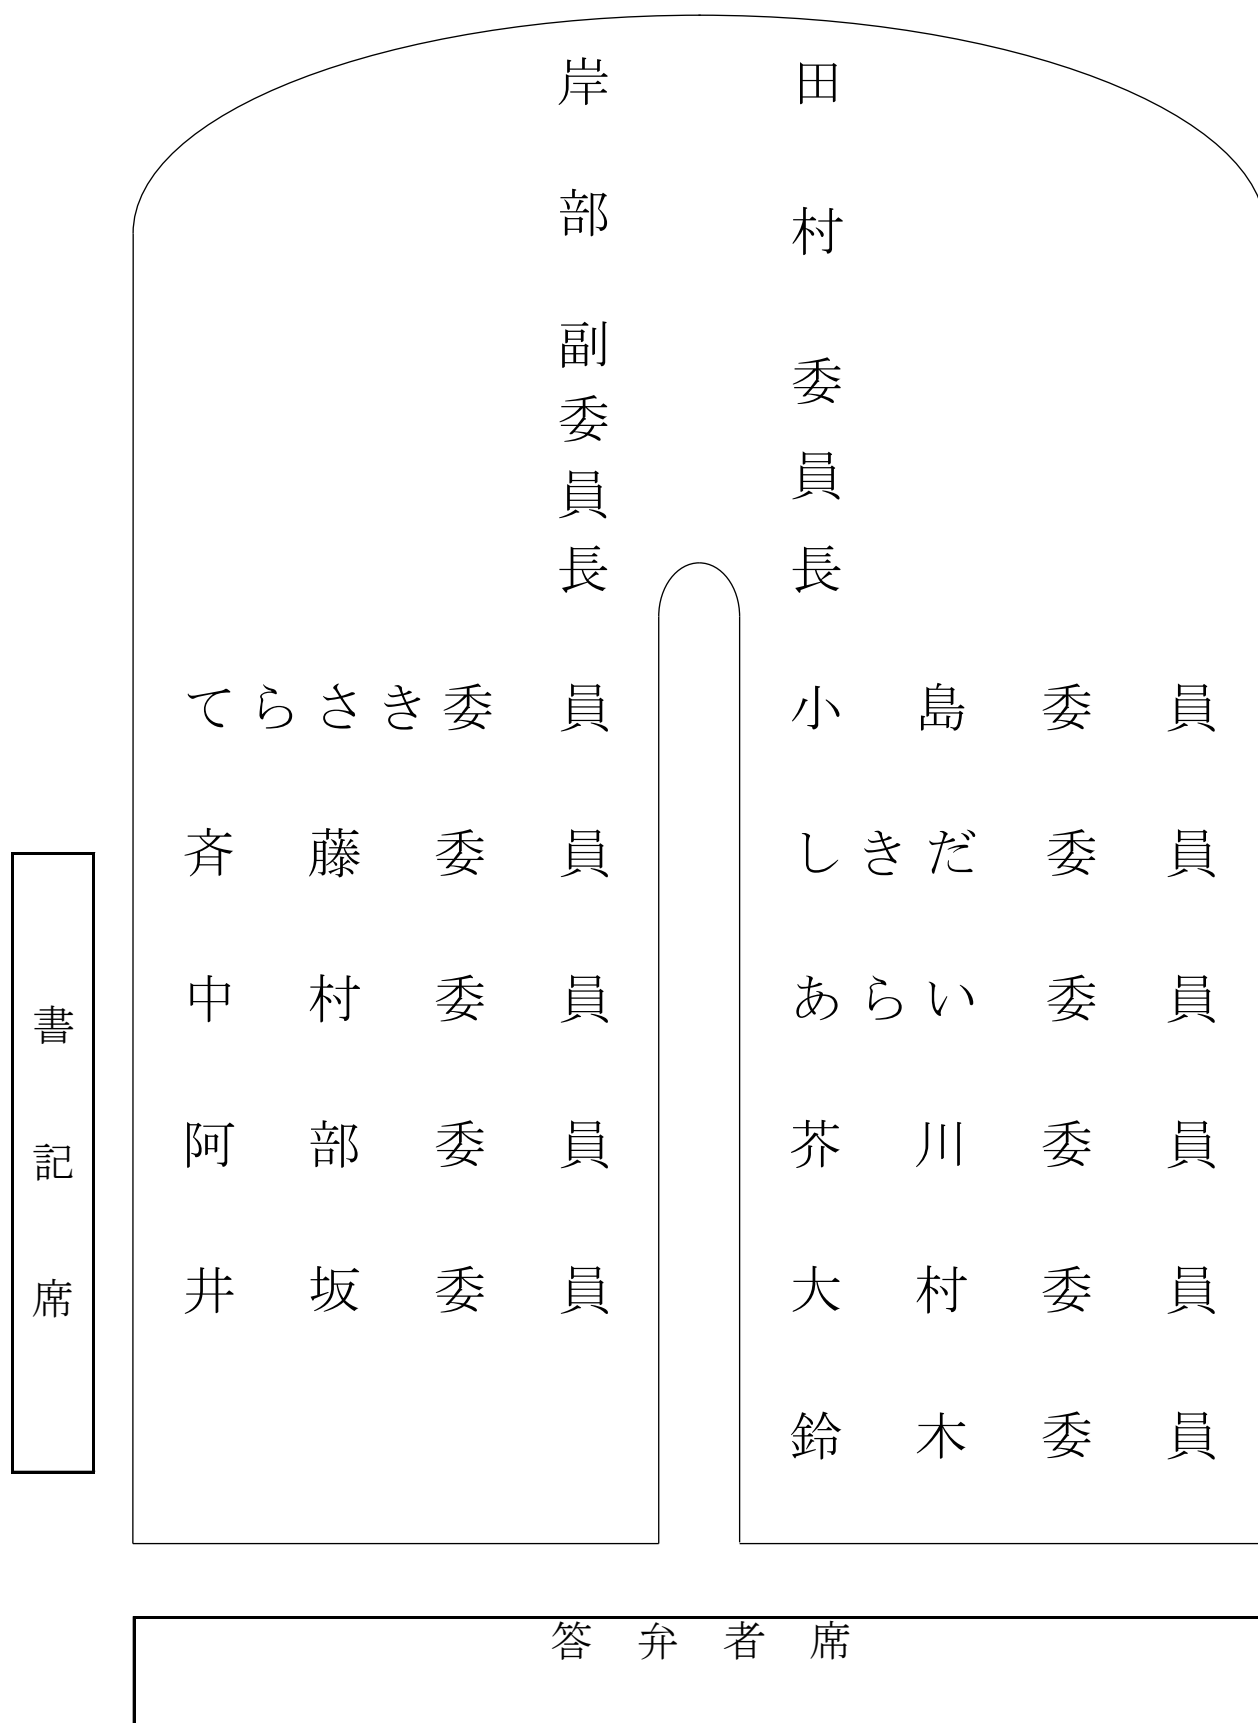 田村委員長
岸部副委員長
てらさき委員
小島委員
斉藤委員
しきだ委員
中村委員
あらい委員
阿部委員
芥川委員
井坂委員
大村委員
鈴木委員
書記席
答弁者席